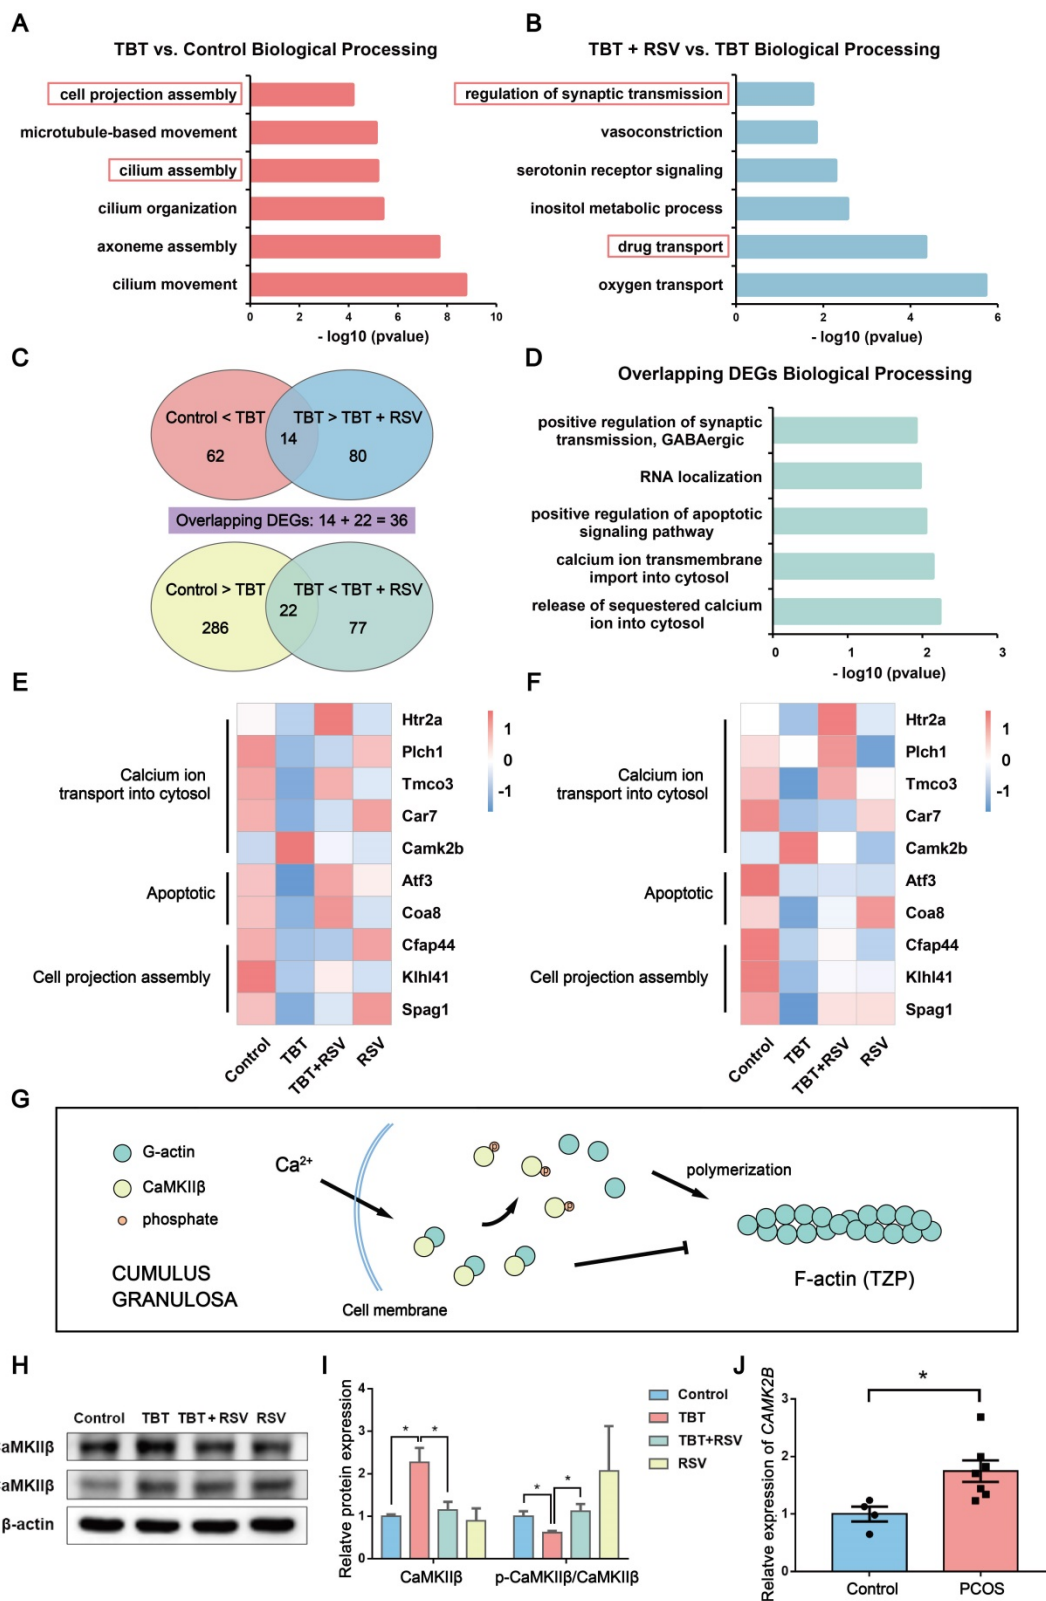 A
TBT vs. Control Biological Processing
cell projection assembly
microtubule-based movement
cilium assembly
cilium organization
axoneme assembly
cilium movement
0 2 4 6 8 10
- log10 (pvalue)
B
TBT + RSV vs. TBT Biological Processing
regulation of synaptic transmission
vasoconstriction
serotonin receptor signaling
inositol metabolic process
drug transport
oxygen transport
0 2 4 6
- log10 (pvalue)
C
Control < TBT TBT > TBT + RSV
14
62 80
Overlapping DEGs: 14 + 22 = 36
Control > TBT TBT < TBT + RSV
22
286 77
D
Overlapping DEGs Biological Processing
positive regulation of synaptic
transmission, GABAergic
RNA localization
positive regulation of apoptotic
signaling pathway
calcium ion transmembrane
import into cytosol
release of sequestered calcium
ion into cytosol
0 1 2 3
- log10 (pvalue)
E
Calcium ion
transport into cytosol
Apoptotic
Cell projection assembly
Htr2a
Plch1
Tmco3
Car7
Camk2b
Atf3
Coa8
Cfap44
Klhl41
Spag1
1
0
-1
Control TBT TBT+RSV RSV
F
Calcium ion
transport into cytosol
Apoptotic
Cell projection assembly
Htr2a
Plch1
Tmco3
Car7
Camk2b
Atf3
Coa8
Cfap44
Klhl41
Spag1
1
0
-1
Control TBT TBT+RSV RSV
G
G-actin
CaMKIIβ
phosphate
CUMULUS
GRANULOSA
Ca²⁺
Cell membrane
p
p
p
polymerization
F-actin (TZP)
H
Control TBT TBT + RSV RSV
CaMKIIβ
CaMKIIβ
β-actin
I
Relative protein expression
4
3
2
1
0
* * * *
CaMKIIβ p-CaMKIIβ/CaMKIIβ
Control
TBT
TBT+RSV
RSV
J
Relative expression of CAMK2B
3
2
1
0
*
Control PCOS